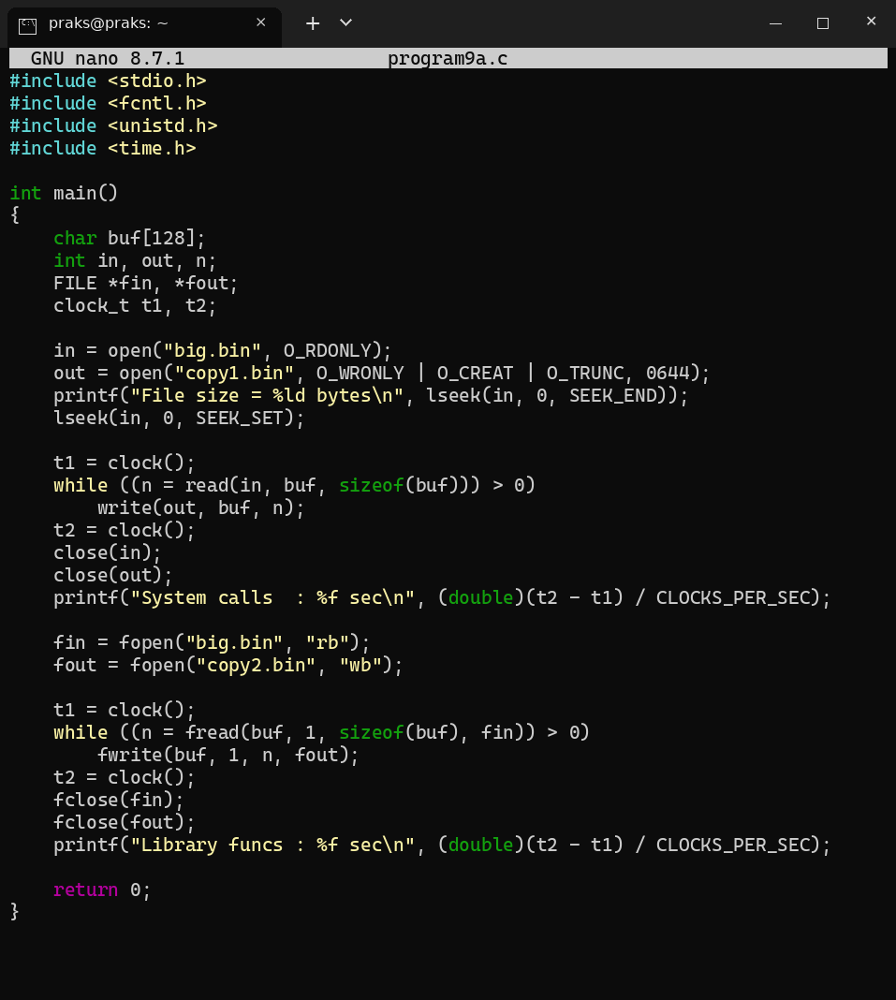 praks@praks: ~
GNU nano 8.7.1 program9a.c
#include <stdio.h>
#include <fcntl.h>
#include <unistd.h>
#include <time.h>

int main()
{
    char buf[128];
    int in, out, n;
    FILE *fin, *fout;
    clock_t t1, t2;

    in = open("big.bin", O_RDONLY);
    out = open("copy1.bin", O_WRONLY | O_CREAT | O_TRUNC, 0644);
    printf("File size = %ld bytes\n", lseek(in, 0, SEEK_END));
    lseek(in, 0, SEEK_SET);

    t1 = clock();
    while ((n = read(in, buf, sizeof(buf))) > 0)
        write(out, buf, n);
    t2 = clock();
    close(in);
    close(out);
    printf("System calls  : %f sec\n", (double)(t2 - t1) / CLOCKS_PER_SEC);

    fin = fopen("big.bin", "rb");
    fout = fopen("copy2.bin", "wb");

    t1 = clock();
    while ((n = fread(buf, 1, sizeof(buf), fin)) > 0)
        fwrite(buf, 1, n, fout);
    t2 = clock();
    fclose(fin);
    fclose(fout);
    printf("Library funcs : %f sec\n", (double)(t2 - t1) / CLOCKS_PER_SEC);

    return 0;
}